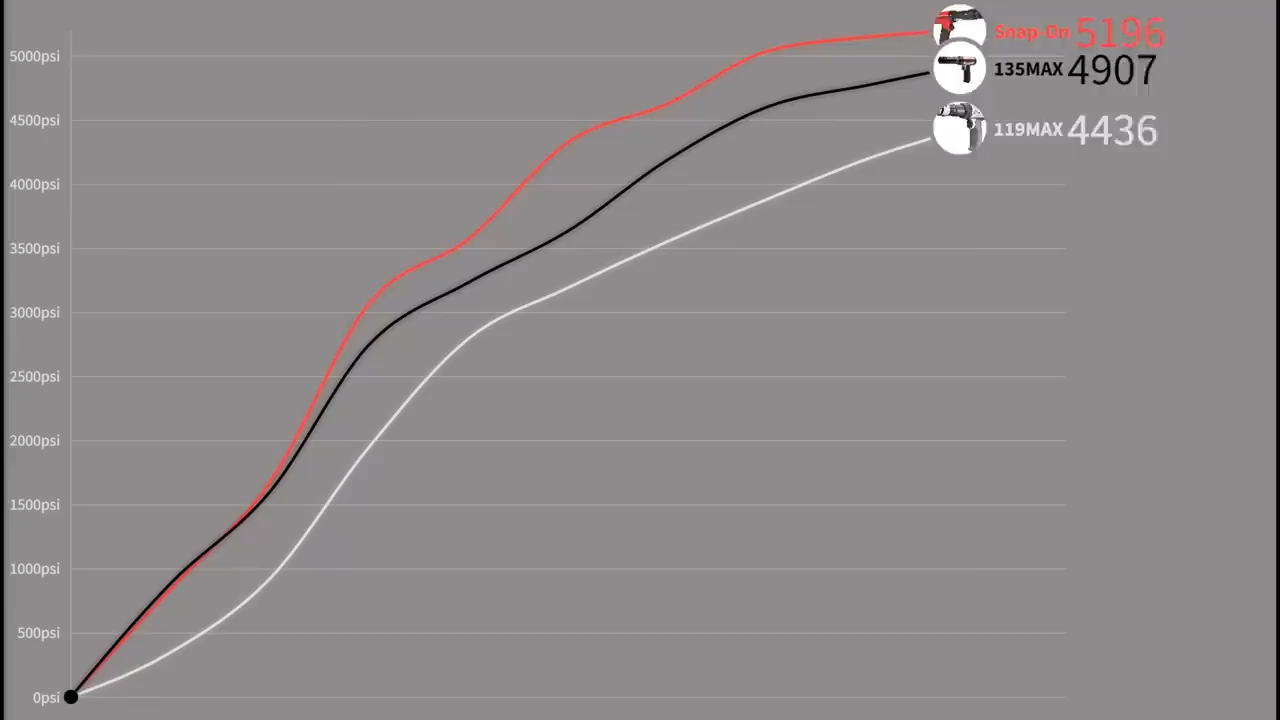 Snap-On 5196
5000psi
135MAX 4907
4500psi
119MAX 4436
4000psi
3500psi
3000psi
2500psi
2000psi
1500psi
1000psi
500psi
0psi